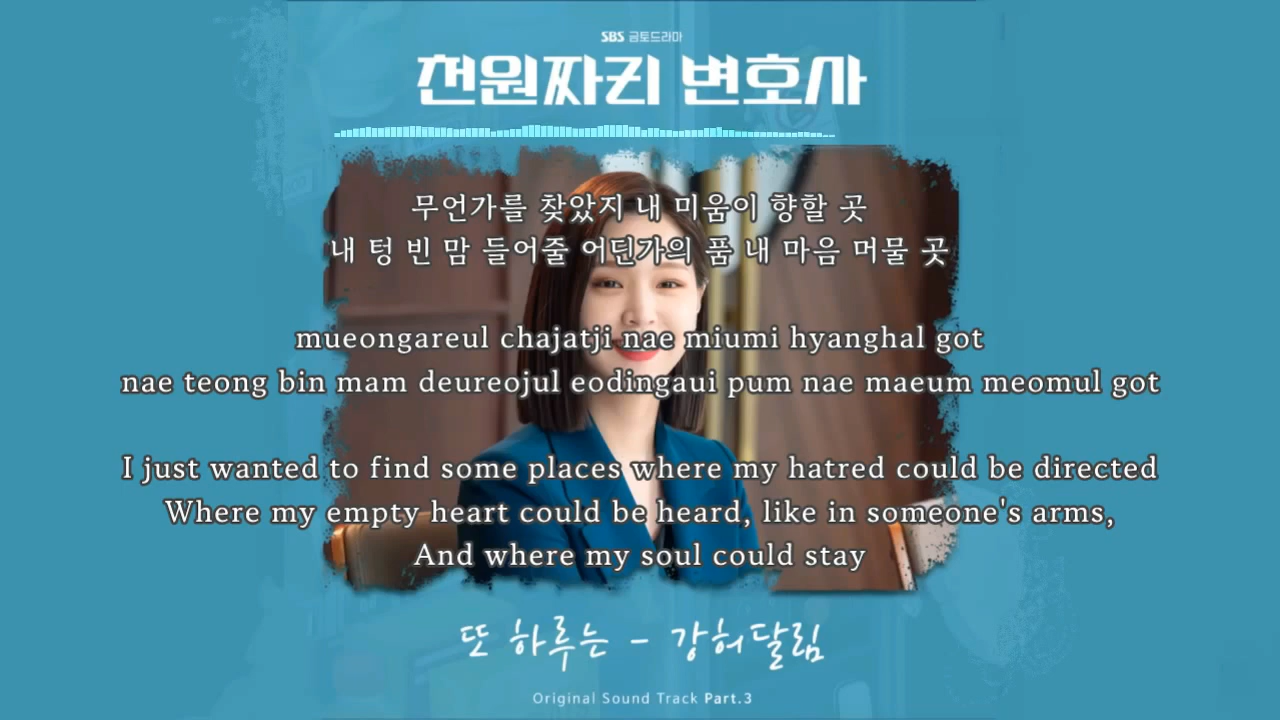 SBS 금토드라마
천원짜리 변호사
무언가를 찾았지 내 미움이 향할 곳
내 텅 빈 맘 들어줄 어딘가의 품 내 마음 머물 곳
mueongareul chajatji nae miumi hyanghal got
nae teong bin mam deureojul eodingaui pum nae maeum meomul got
I just wanted to find some places where my hatred could be directed
Where my empty heart could be heard, like in someone's arms,
And where my soul could stay
또 하루는 - 강허달림
Original Sound Track Part.3